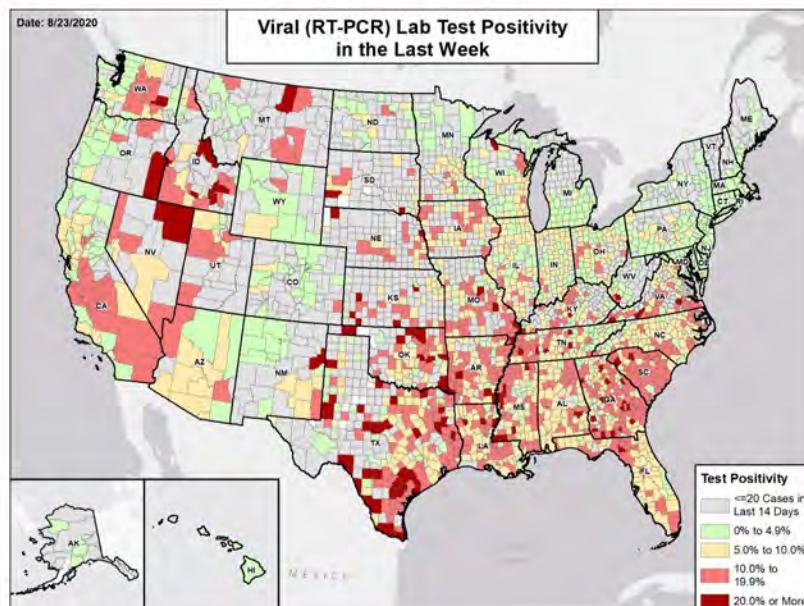 Date: 8/23/2020
Viral (RT-PCR) Lab Test Positivity
in the Last Week
WA
MT
ND
MN
ME
OR
ID
SD
WI
VT
NH
WY
MI
NY
MA
CT
RI
NV
UT
NE
IA
PA
NJ
CA
CO
IL
IN
OH
MD
DE
WV
KS
MO
KY
VA
AZ
NM
OK
AR
TN
NC
SC
TX
LA
MS
AL
GA
FL
AK
HI
MEXICO
Test Positivity
<=20 Cases in
Last 14 Days
0% to 4.9%
5.0% to 10.0%
10.0% to
19.9%
20.0% or More